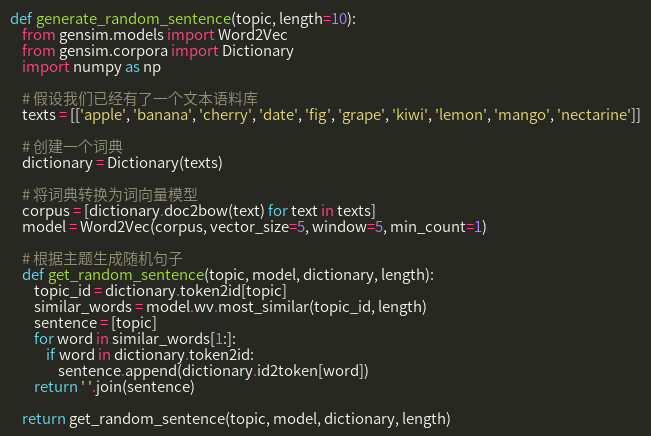 def generate_random_sentence(topic, length=10):
    from gensim.models import Word2Vec
    from gensim.corpora import Dictionary
    import numpy as np

    # 假设我们已经有了一个文本语料库
    texts = [['apple', 'banana', 'cherry', 'date', 'fig', 'grape', 'kiwi', 'lemon', 'mango', 'nectarine']]

    # 创建一个词典
    dictionary = Dictionary(texts)

    # 将词典转换为词向量模型
    corpus = [dictionary.doc2bow(text) for text in texts]
    model = Word2Vec(corpus, vector_size=5, window=5, min_count=1)

    # 根据主题生成随机句子
    def get_random_sentence(topic, model, dictionary, length):
        topic_id = dictionary.token2id[topic]
        similar_words = model.wv.most_similar(topic_id, length)
        sentence = [topic]
        for word in similar_words[1:]:
            if word in dictionary.token2id:
                sentence.append(dictionary.id2token[word])
        return ' '.join(sentence)

    return get_random_sentence(topic, model, dictionary, length)